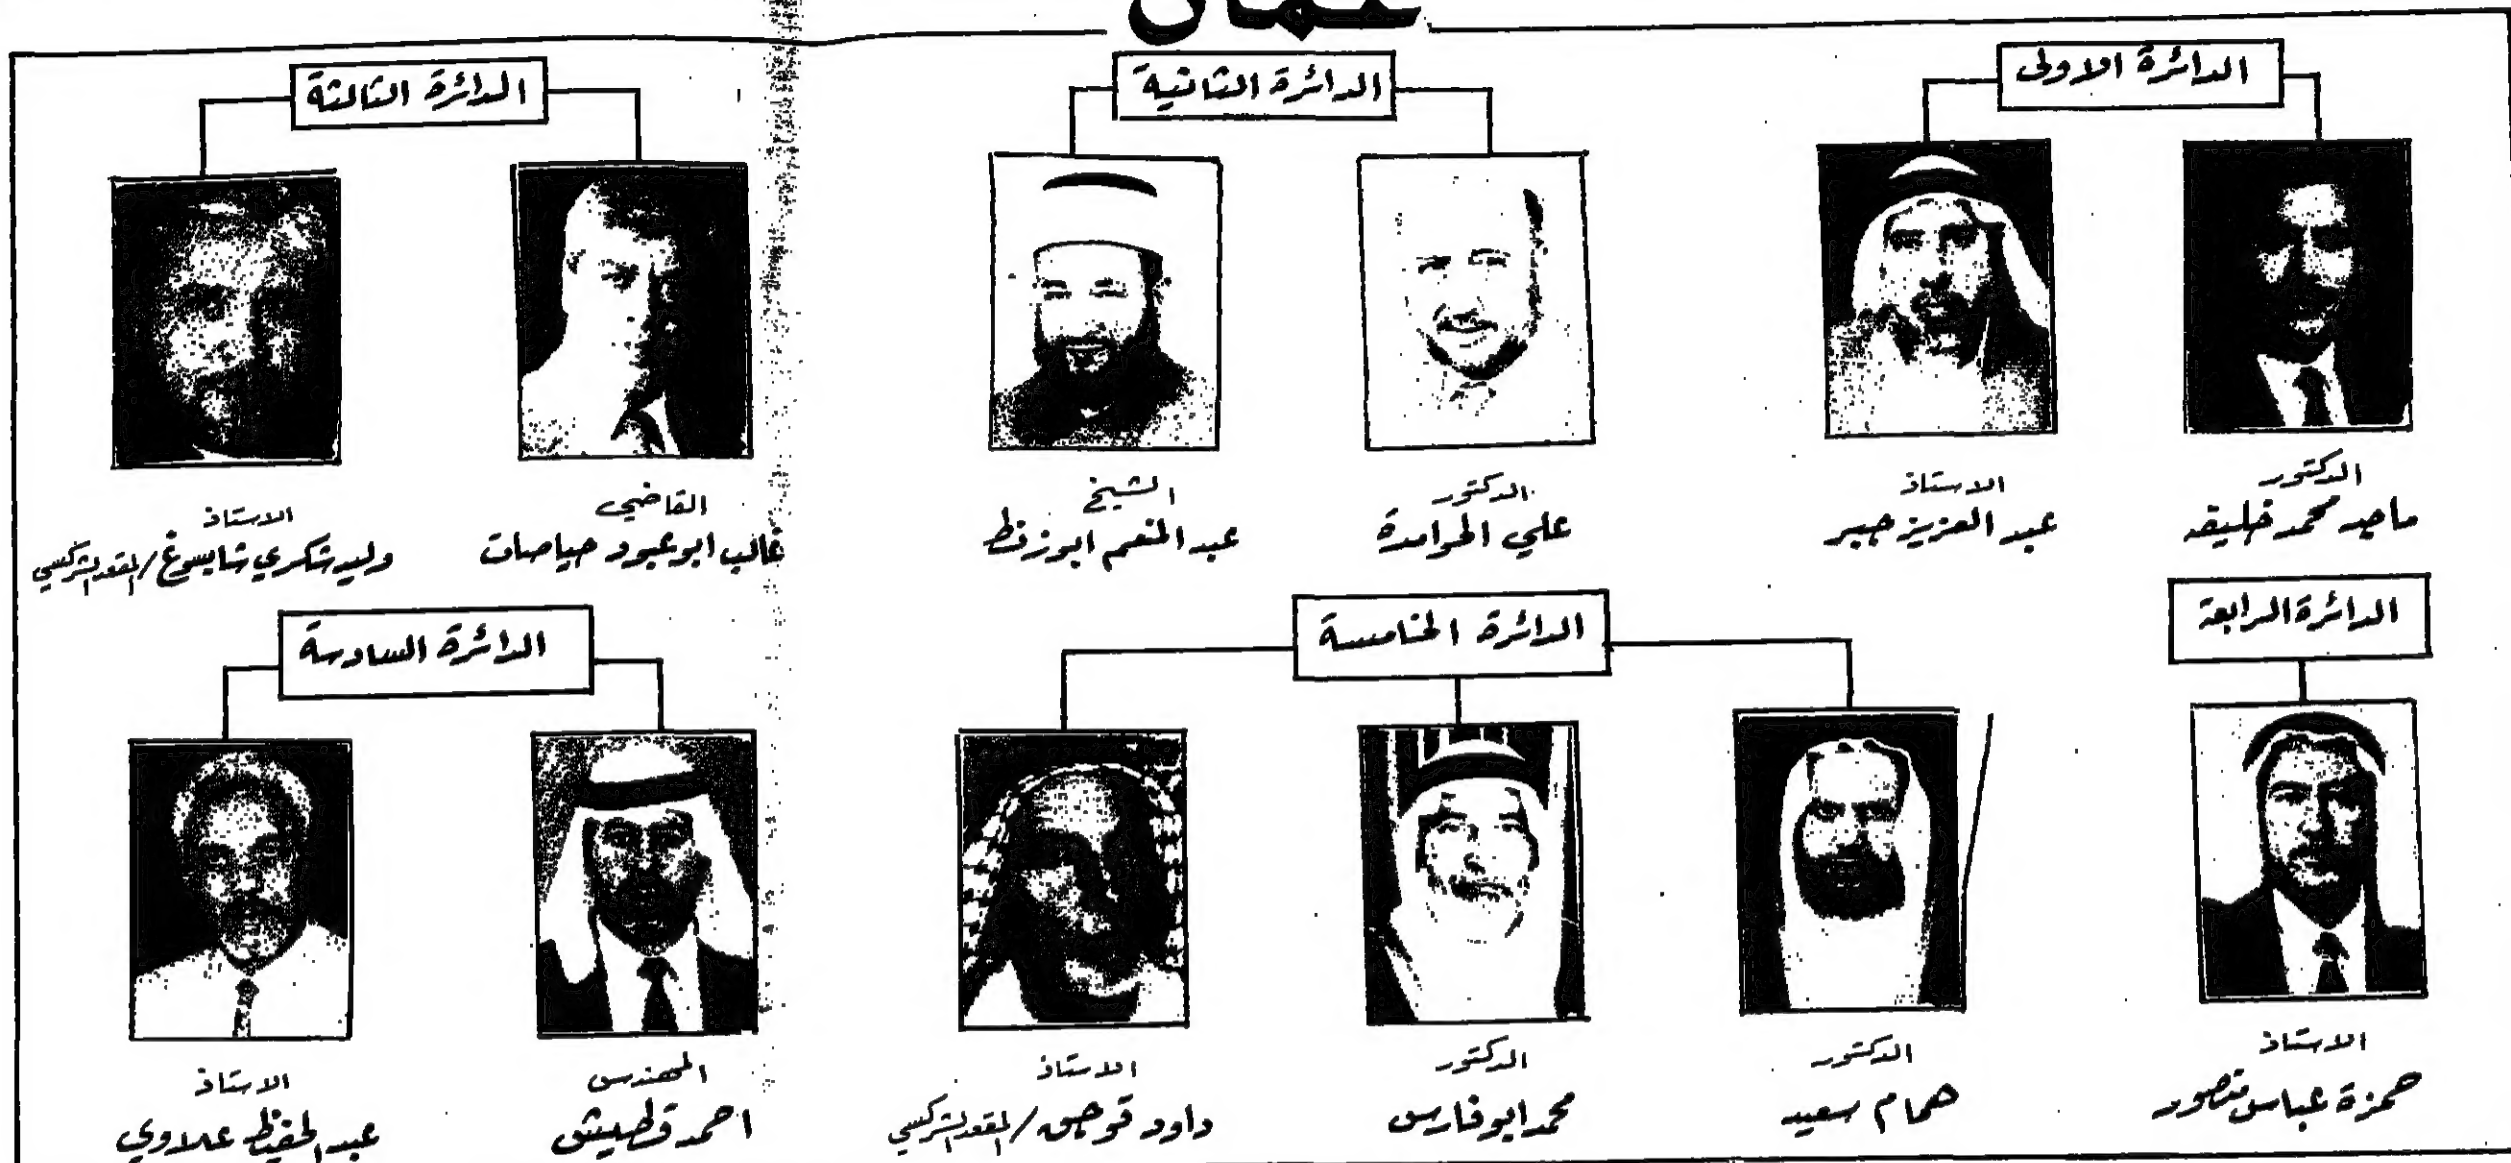 عمان
الدائرة الاولى
الدائرة الثانية
الدائرة الثالثة
الدكتور
ماجد محمد خليفة
الاستاذ
عبد العزيز جبر
الدكتور
علي الحوامدة
الشيخ
عبد المنعم ابو زنط
القاضي
غالب ابو عبود حياصات
الاستاذ
وليد شكري شابسوغ / المقعد الشركسي
الدائرة الرابعة
الدائرة الخامسة
الدائرة السادسة
الاستاذ
حمزة عباس منصور
الدكتور
همام سعيد
الدكتور
محمد ابو فارس
الاستاذ
داود قوجق / المقعد الشركسي
المهندس
احمد قطيش
الاستاذ
عبد الحفيظ علاوي